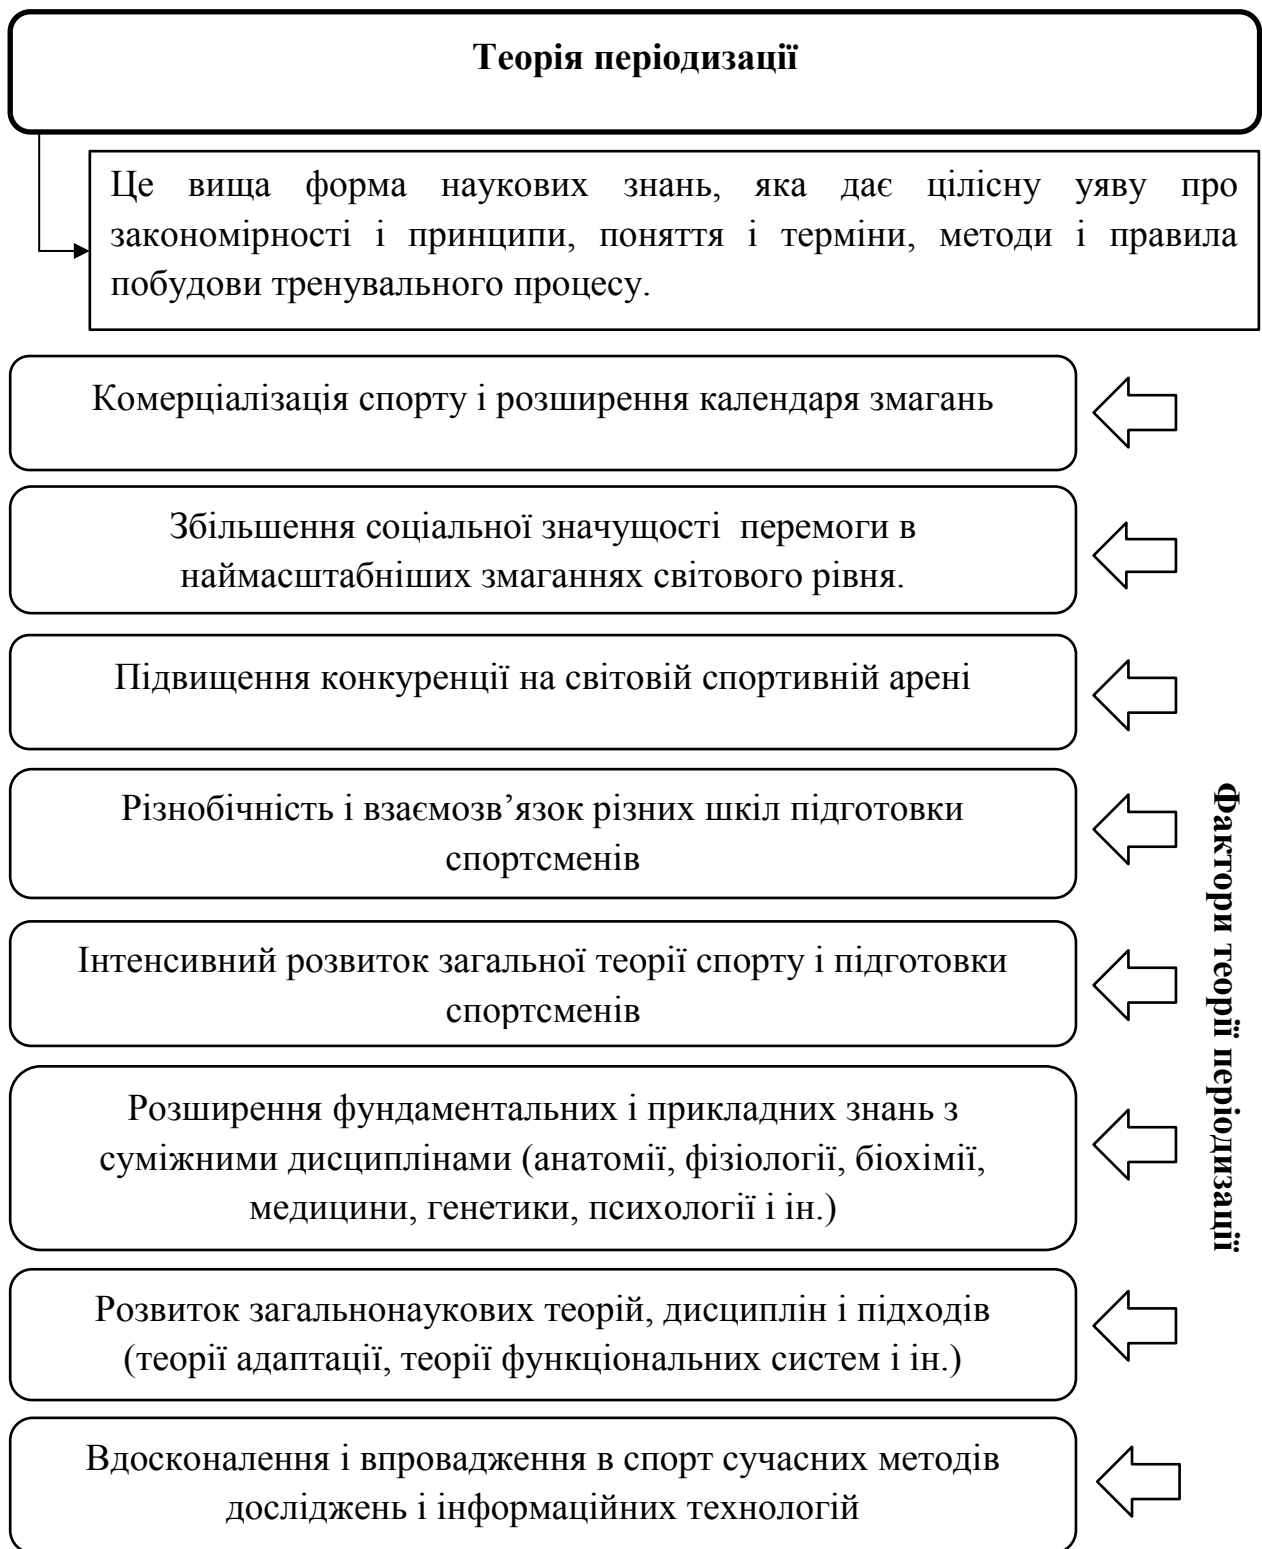 Теорія періодизації
Це вища форма наукових знань, яка дає цілісну уяву про
закономірності і принципи, поняття і терміни, методи і правила
побудови тренувального процесу.
Комерціалізація спорту і розширення календаря змагань
Збільшення соціальної значущості перемоги в
наймасштабніших змаганнях світового рівня.
Підвищення конкуренції на світовій спортивній арені
Різнобічність і взаємозв’язок різних шкіл підготовки
спортсменів
Інтенсивний розвиток загальної теорії спорту і підготовки
спортсменів
Розширення фундаментальних і прикладних знань з
суміжними дисциплінами (анатомії, фізіології, біохімії,
медицини, генетики, психології і ін.)
Розвиток загальнонаукових теорій, дисциплін і підходів
(теорії адаптації, теорії функціональних систем і ін.)
Вдосконалення і впровадження в спорт сучасних методів
досліджень і інформаційних технологій
Фактори теорії періодизації